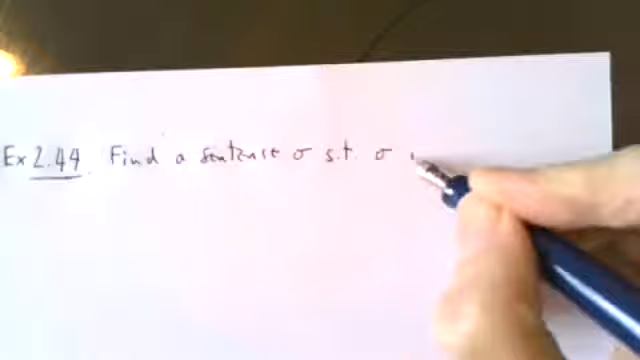 Ex 2.44 Find a sentence σ s.t. σ